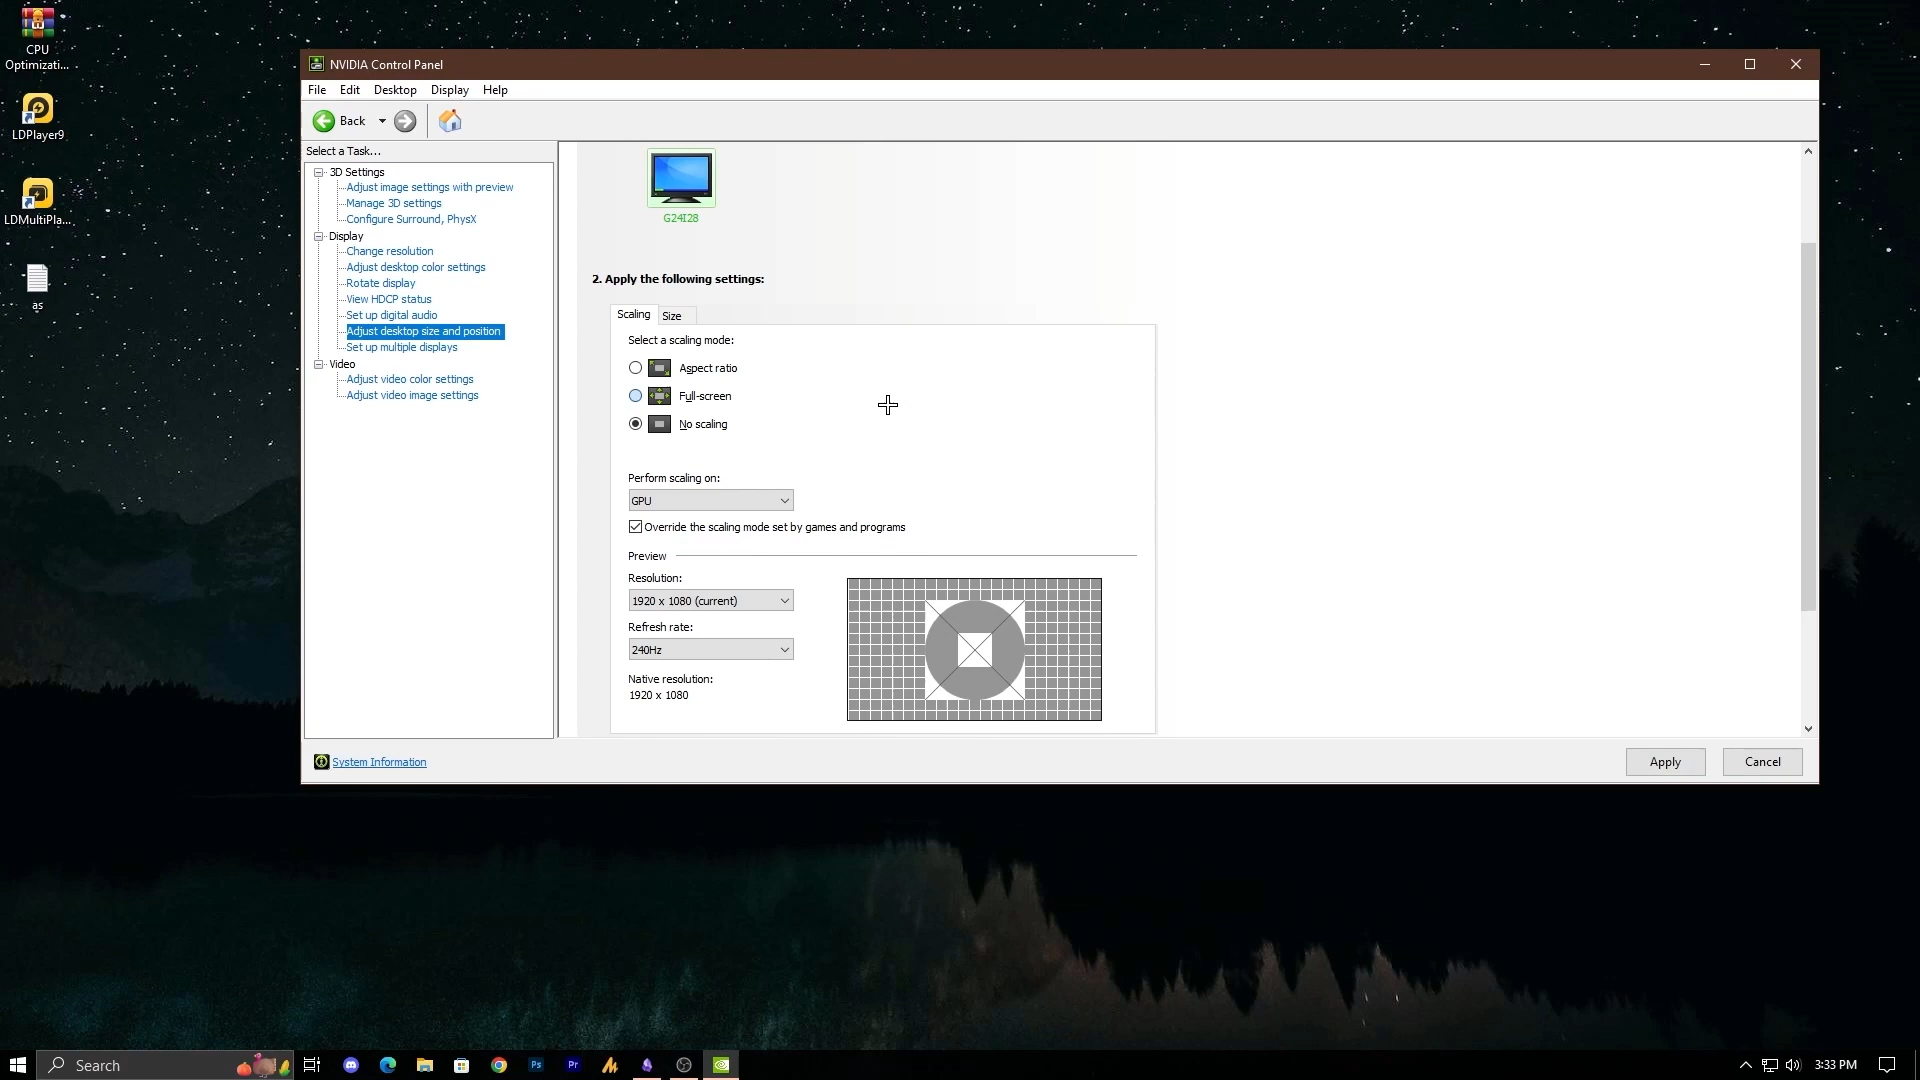 CPU
Optimizati...
LDPlayer9
LDMultiPla...
as
NVIDIA Control Panel
File Edit Desktop Display Help
Back
Select a Task...
3D Settings
Adjust image settings with preview
Manage 3D settings
Configure Surround, PhysX
Display
Change resolution
Adjust desktop color settings
Rotate display
View HDCP status
Set up digital audio
Adjust desktop size and position
Set up multiple displays
Video
Adjust video color settings
Adjust video image settings
System Information
G24I28
2. Apply the following settings:
Scaling Size
Select a scaling mode:
Aspect ratio
Full-screen
No scaling
Perform scaling on:
GPU
Override the scaling mode set by games and programs
Preview
Resolution:
1920 x 1080 (current)
Refresh rate:
240Hz
Native resolution:
1920 x 1080
Apply Cancel
Search
Ps
Pr
3:33 PM